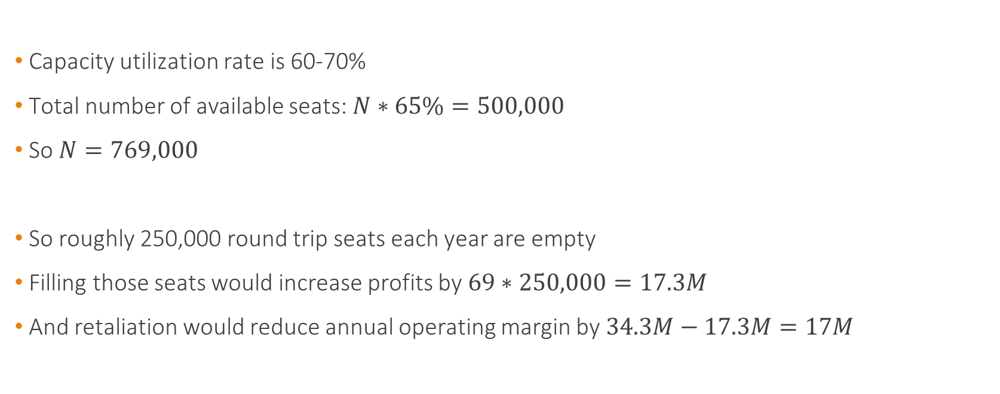 • Capacity utilization rate is 60-70%
• Total number of available seats: N ∗ 65% = 500,000
• So N = 769,000
• So roughly 250,000 round trip seats each year are empty
• Filling those seats would increase profits by 69 ∗ 250,000 = 17.3M
• And retaliation would reduce annual operating margin by 34.3M − 17.3M = 17M